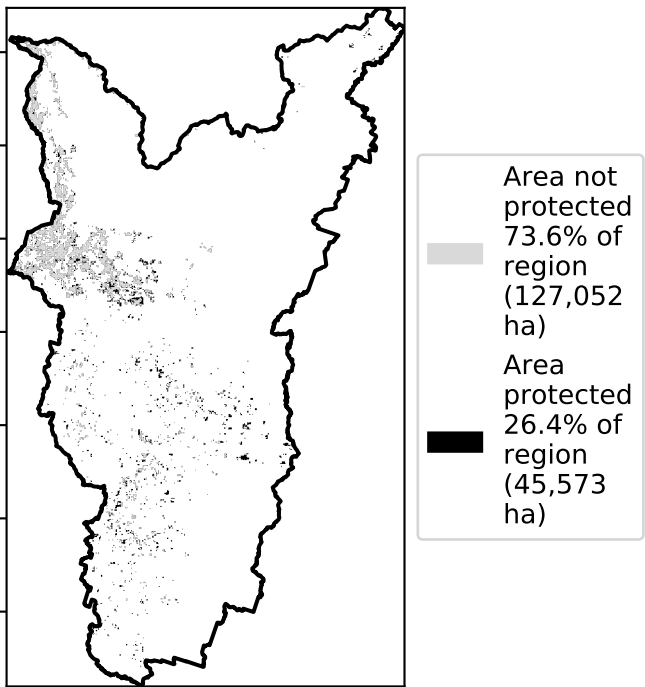 Area not
protected
73.6% of
region
(127,052
ha)
Area
protected
26.4% of
region
(45,573
ha)